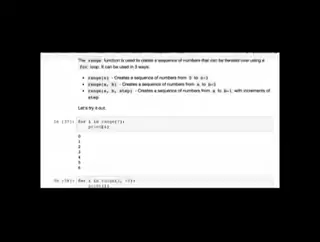 The range function is used to create a sequence of numbers that can be iterated over using a
for loop. It can be used in 3 ways:
• range(n) - Creates a sequence of numbers from 0 to n-1
• range(a, b) - Creates a sequence of numbers from a to b-1
• range(a, b, step) - Creates a sequence of numbers from a to b-1 with increments of
step
Let's try it out.
for i in range(7):
print(i)
0
1
2
3
4
5
6
for i in range(